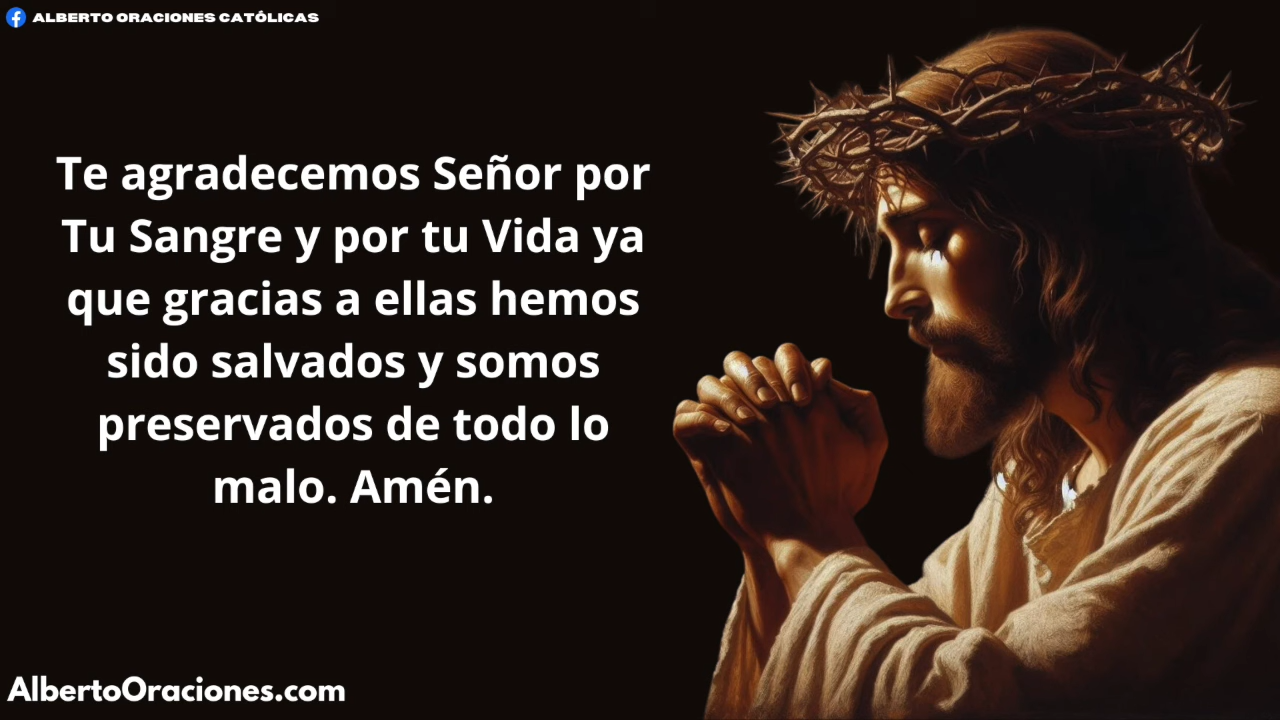 ALBERTO ORACIONES CATÓLICAS
Te agradecemos Señor por
Tu Sangre y por tu Vida ya
que gracias a ellas hemos
sido salvados y somos
preservados de todo lo
malo. Amén.
AlbertoOraciones.com